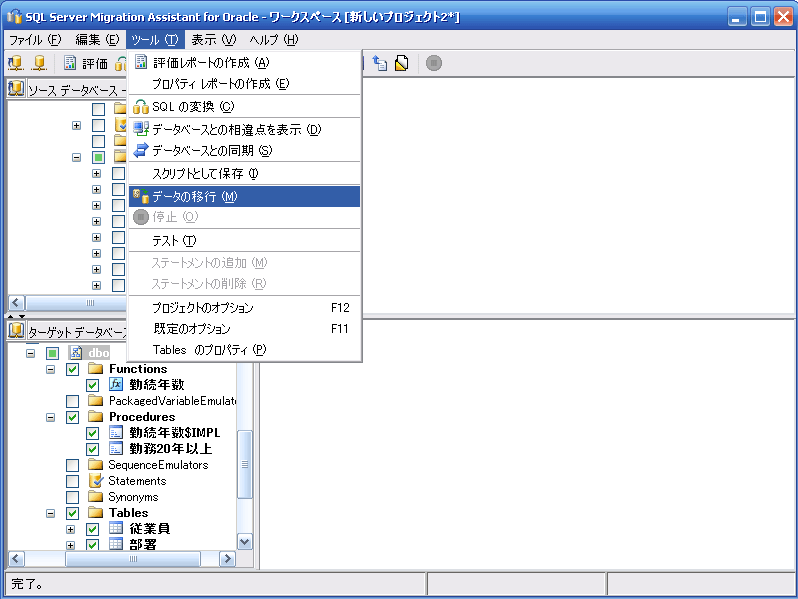 SQL Server Migration Assistant for Oracle - ワークスペース [新しいプロジェクト2*]
ファイル (F) 編集 (E) ツール (T) 表示 (V) ヘルプ (H)
評価
ソース データベース -
評価レポートの作成 (A)
プロパティ レポートの作成 (E)
SQL の変換 (C)
データベースとの相違点を表示 (D)
データベースとの同期 (S)
スクリプトとして保存 (I)
データの移行 (M)
停止 (O)
テスト (T)
ステートメントの追加 (M)
ステートメントの削除 (R)
プロジェクトのオプション F12
既定のオプション F11
Tables のプロパティ (P)
ターゲット データベース
dbo
Functions
勤続年数
PackagedVariableEmulat
Procedures
勤続年数$IMPL
勤務20年以上
SequenceEmulators
Statements
Synonyms
Tables
従業員
部署
完了。